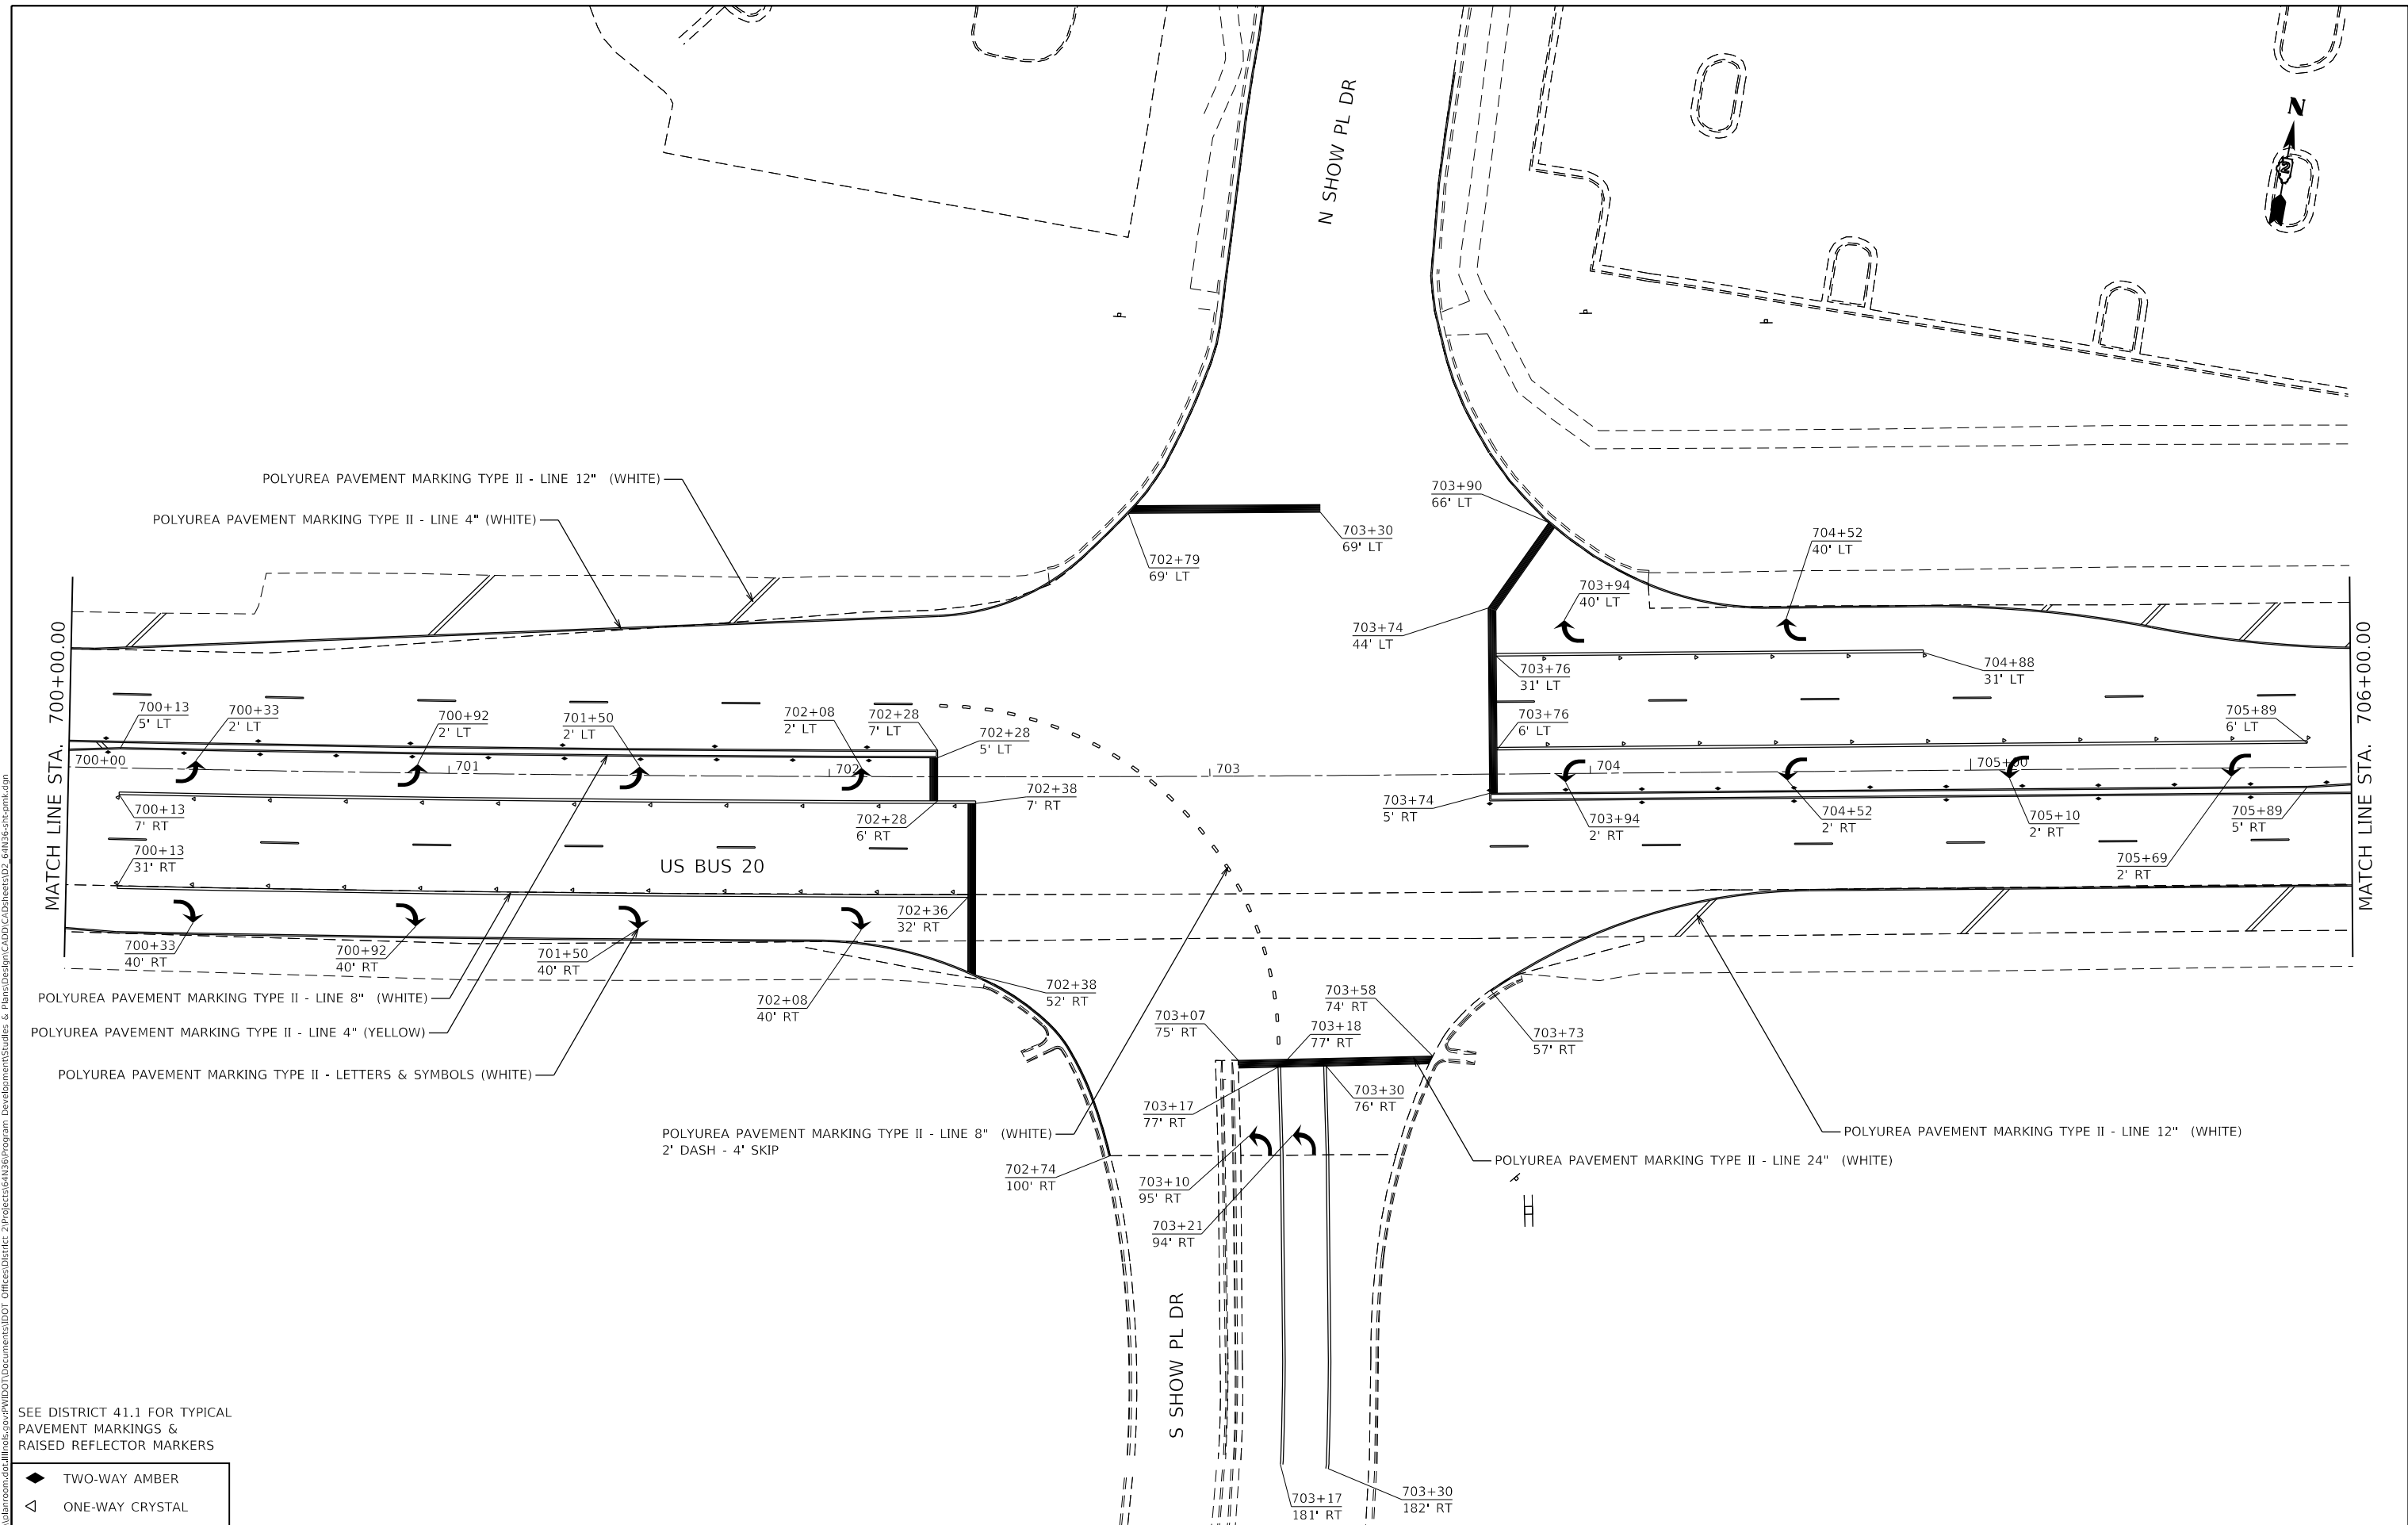 N
N SHOW PL DR
POLYUREA PAVEMENT MARKING TYPE II - LINE 12" (WHITE)
POLYUREA PAVEMENT MARKING TYPE II - LINE 4" (WHITE)
703+90
66' LT
703+30
69' LT
702+79
69' LT
704+52
40' LT
703+94
40' LT
703+74
44' LT
703+76
31' LT
704+88
31' LT
MATCH LINE STA. 700+00.00
MATCH LINE STA. 706+00.00
700+13
5' LT
700+33
2' LT
700+92
2' LT
701+50
2' LT
702+08
2' LT
702+28
7' LT
702+28
5' LT
703+76
6' LT
705+89
6' LT
700+00
701
702
703
704
705+00
700+13
7' RT
702+28
6' RT
702+38
7' RT
703+74
5' RT
703+94
2' RT
704+52
2' RT
705+10
2' RT
705+89
5' RT
700+13
31' RT
US BUS 20
705+69
2' RT
702+36
32' RT
700+33
40' RT
700+92
40' RT
701+50
40' RT
702+08
40' RT
702+38
52' RT
POLYUREA PAVEMENT MARKING TYPE II - LINE 8" (WHITE)
POLYUREA PAVEMENT MARKING TYPE II - LINE 4" (YELLOW)
POLYUREA PAVEMENT MARKING TYPE II - LETTERS & SYMBOLS (WHITE)
703+07
75' RT
703+58
74' RT
703+18
77' RT
703+73
57' RT
703+17
77' RT
703+30
76' RT
POLYUREA PAVEMENT MARKING TYPE II - LINE 8" (WHITE)
2' DASH - 4' SKIP
POLYUREA PAVEMENT MARKING TYPE II - LINE 12" (WHITE)
POLYUREA PAVEMENT MARKING TYPE II - LINE 24" (WHITE)
702+74
100' RT
703+10
95' RT
703+21
94' RT
S SHOW PL DR
703+17
181' RT
703+30
182' RT
SEE DISTRICT 41.1 FOR TYPICAL
PAVEMENT MARKINGS &
RAISED REFLECTOR MARKERS
TWO-WAY AMBER
ONE-WAY CRYSTAL